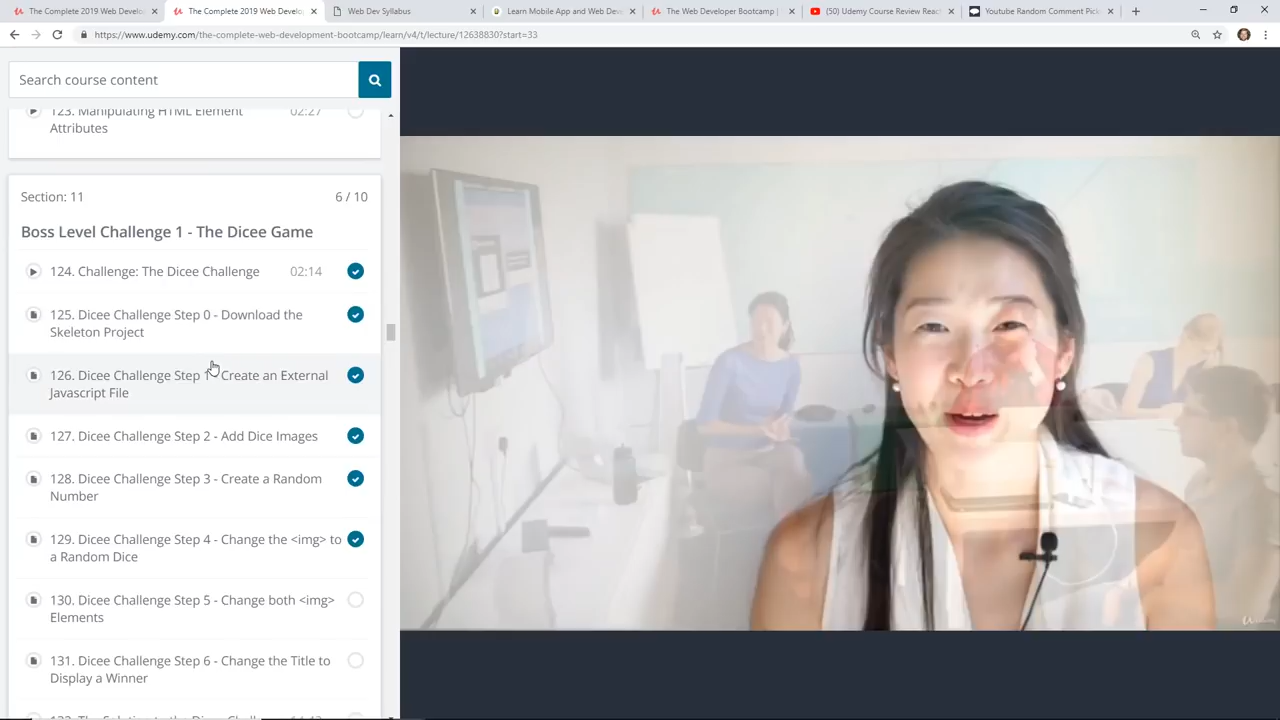 The Complete 2019 Web Develo
The Complete 2019 Web Develo
Web Dev Syllabus
Learn Mobile App and Web Dev
The Web Developer Bootcamp |
(50) Udemy Course Review Reac
Youtube Random Comment Pick
https://www.udemy.com/the-complete-web-development-bootcamp/learn/v4/t/lecture/12638830?start=33
Search course content
123. Manipulating HTML Element
02:27
Attributes
Section: 11
6 / 10
Boss Level Challenge 1 - The Dicee Game
124. Challenge: The Dicee Challenge
02:14
125. Dicee Challenge Step 0 - Download the
Skeleton Project
126. Dicee Challenge Step 1 - Create an External
Javascript File
127. Dicee Challenge Step 2 - Add Dice Images
128. Dicee Challenge Step 3 - Create a Random
Number
129. Dicee Challenge Step 4 - Change the <img> to
a Random Dice
130. Dicee Challenge Step 5 - Change both <img>
Elements
131. Dicee Challenge Step 6 - Change the Title to
Display a Winner